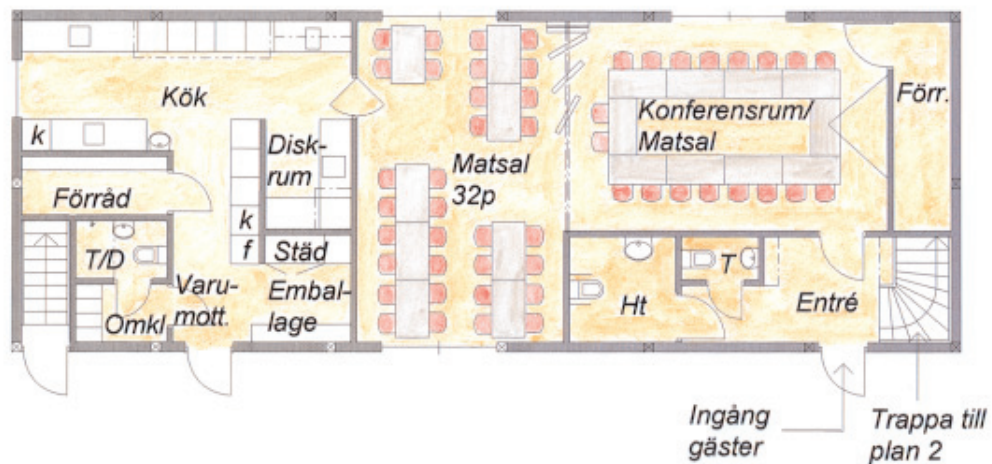 Kök
k
Disk-
rum
Förråd
k
f
Städ
T/D
Varu-
mott.
Omkl
Embal-
lage
Matsal
32p
Konferensrum/
Matsal
Förr.
Ht
T
Entré
Ingång
gäster
Trappa till
plan 2